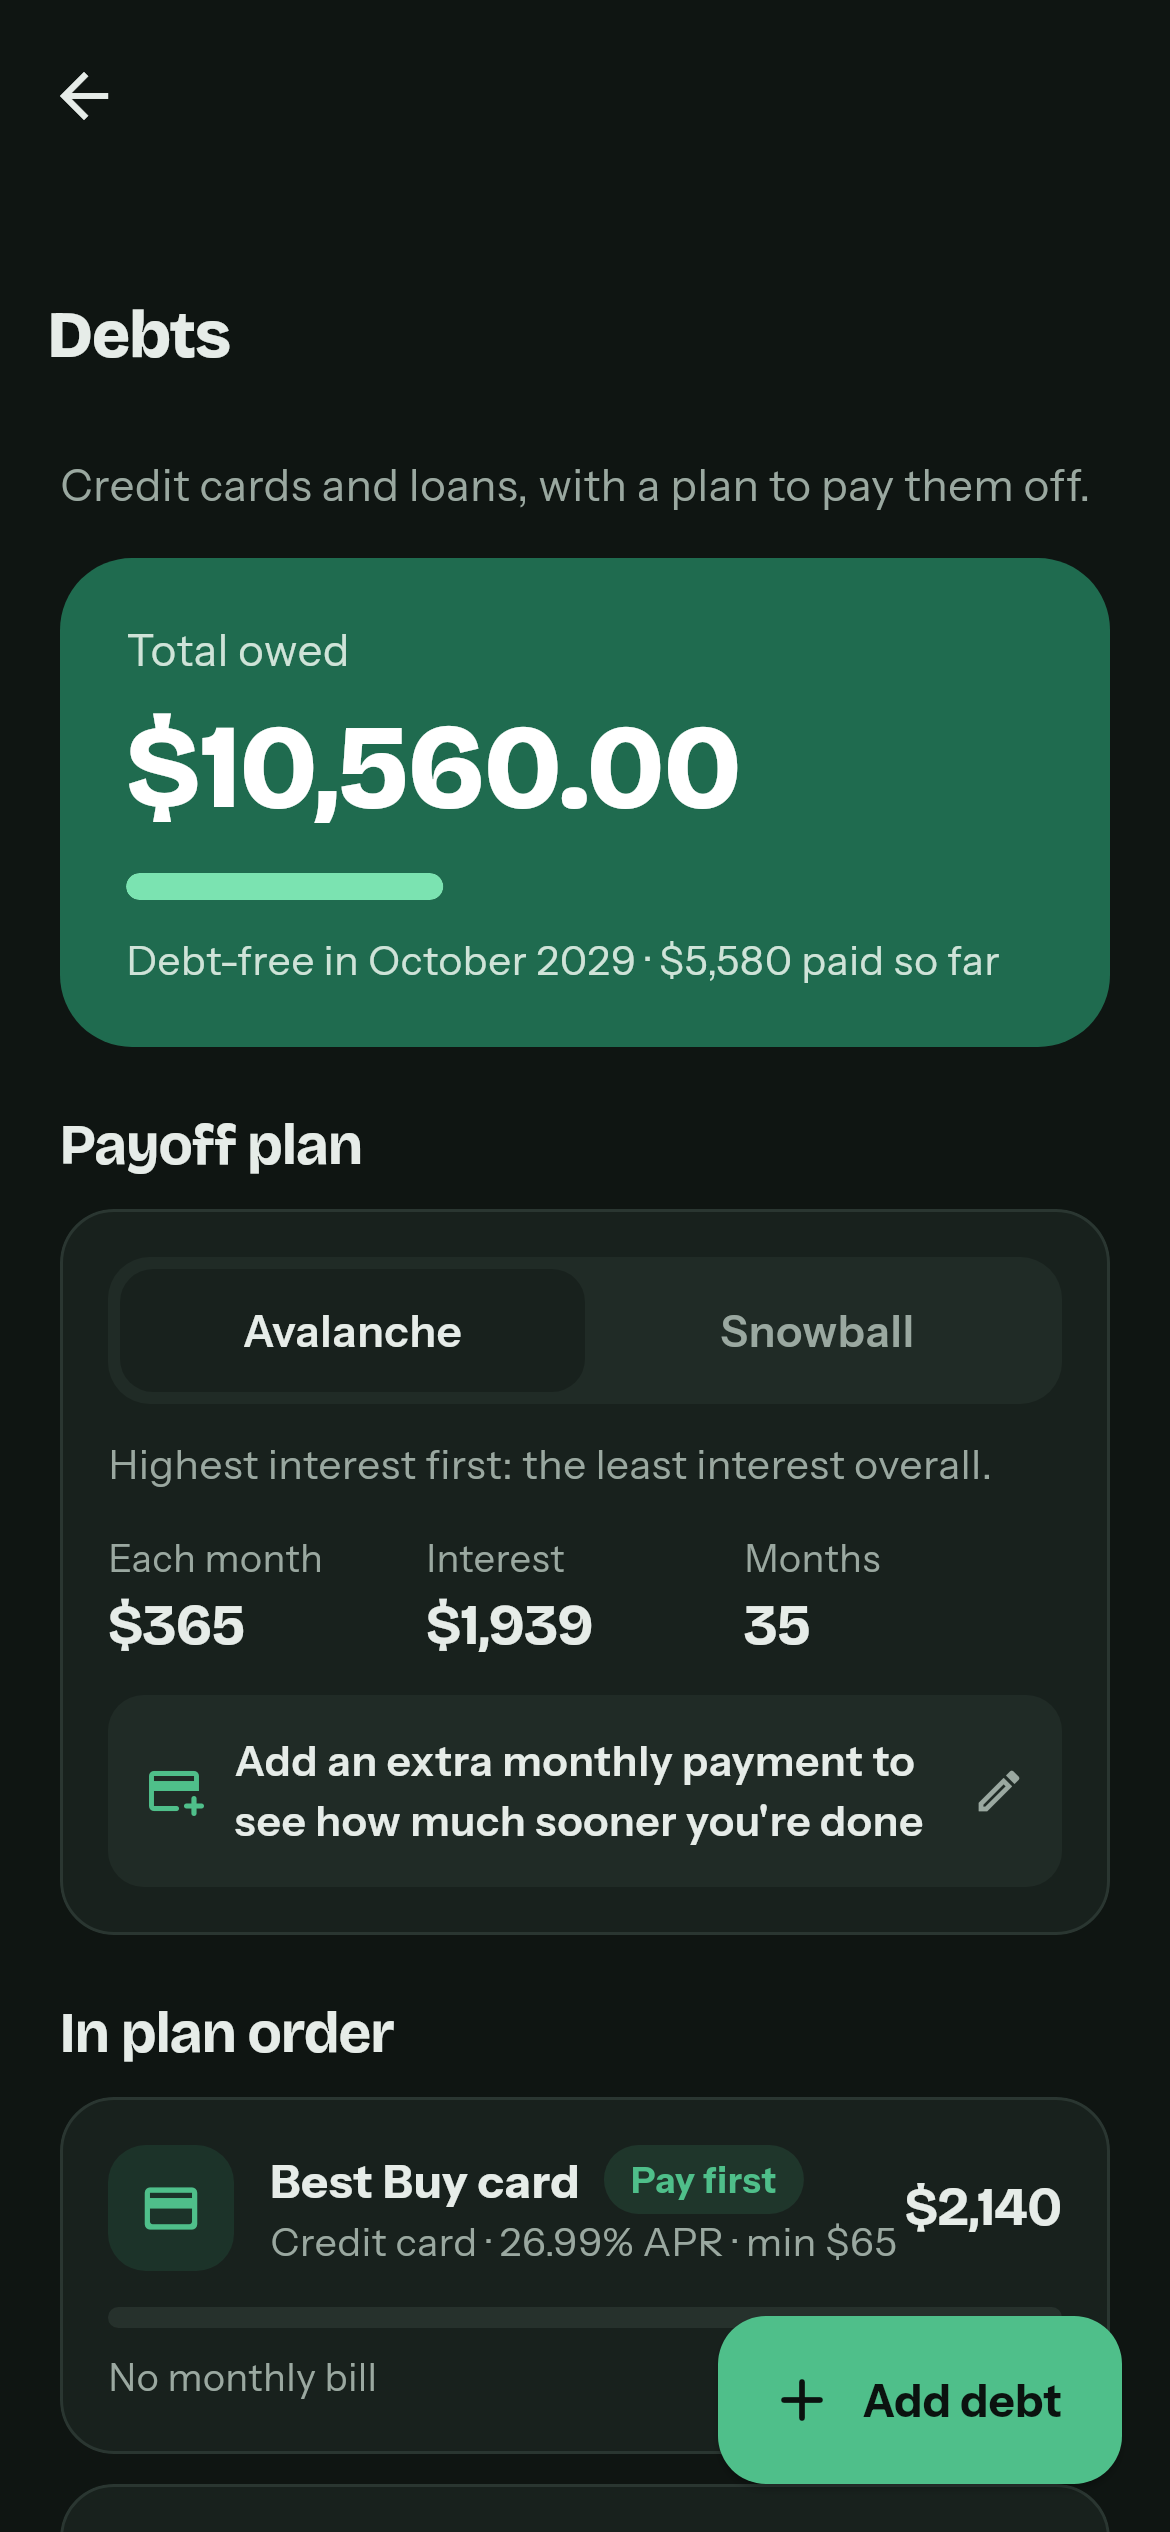 Debts
Credit cards and loans, with a plan to pay them off.
Total owed
$10,560.00
Debt-free in October 2029 · $5,580 paid so far
Payoff plan
Avalanche
Snowball
Highest interest first: the least interest overall.
Each month
Interest
Months
$365
$1,939
35
Add an extra monthly payment to
see how much sooner you're done
In plan order
Best Buy card
Pay first
$2,140
Credit card · 26.99% APR · min $65
No monthly bill
Add debt